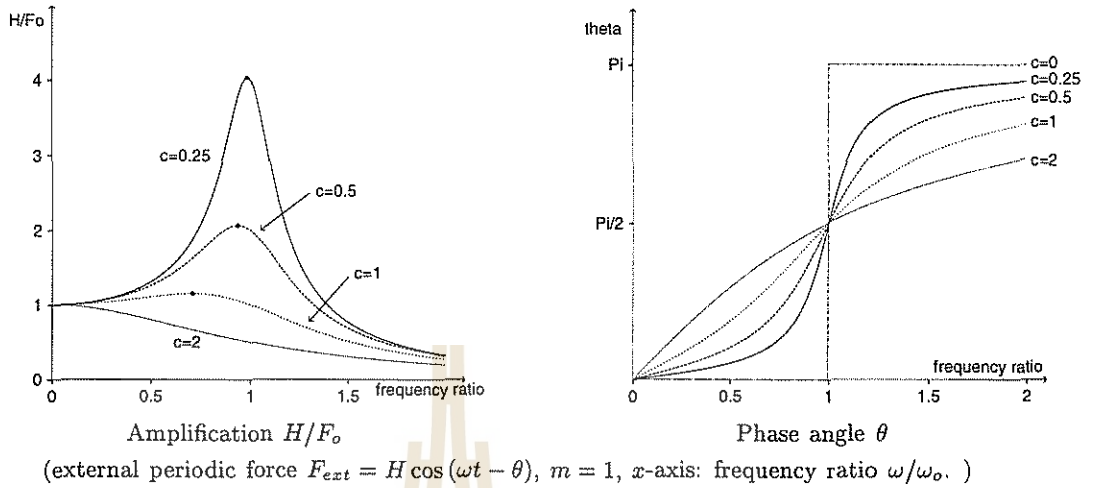 H/Fo
4
3
2
1
0
c=0.25
c=0.5
c=1
c=2
0 0.5 1 1.5
frequency ratio
Amplification H/F_o
theta
Pi
Pi/2
c=0
c=0.25
c=0.5
c=1
c=2
frequency ratio
0 0.5 1 1.5 2
Phase angle θ
(external periodic force F_{ext} = H cos (ωt − θ), m = 1, x-axis: frequency ratio ω/ω_o. )